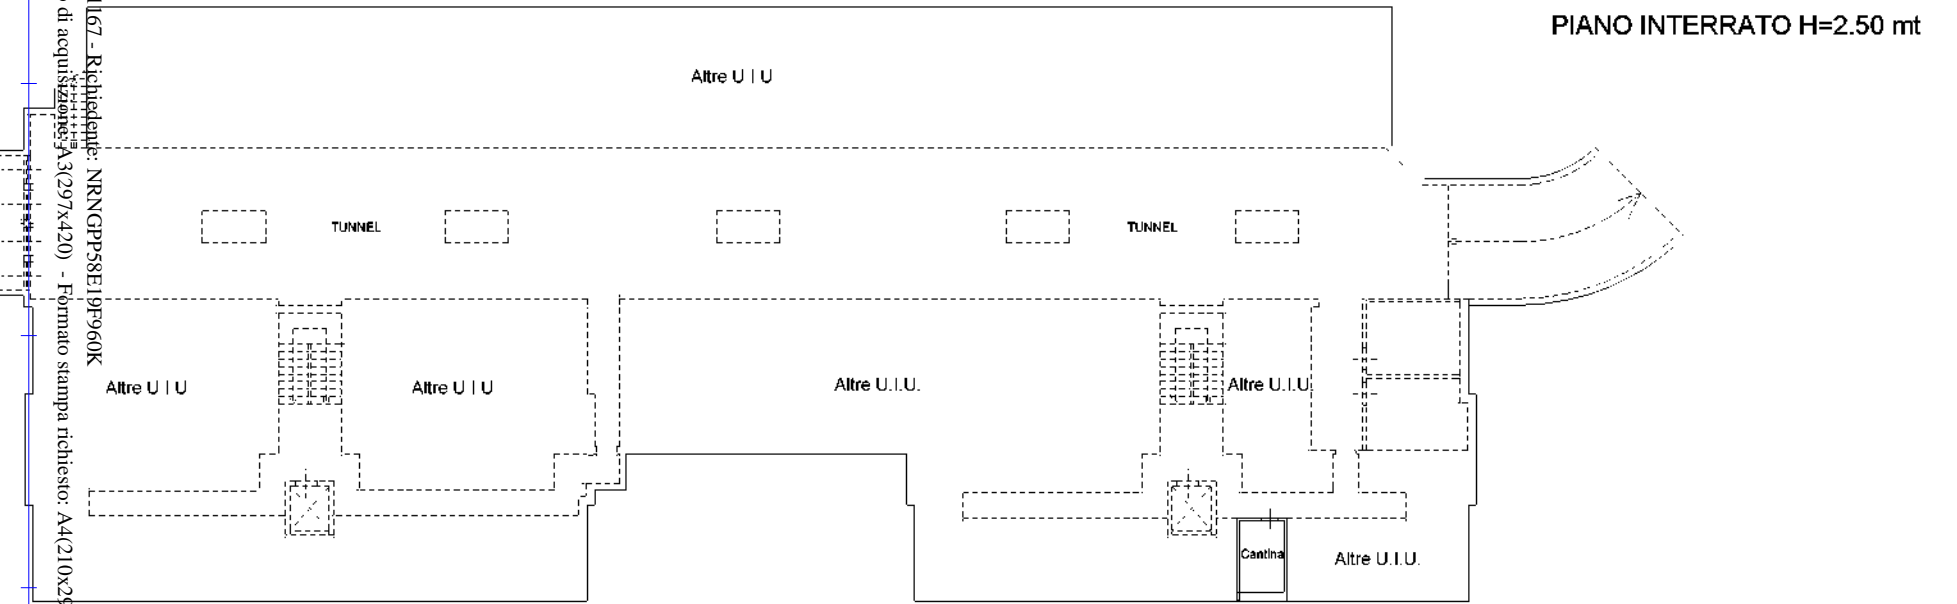 PIANO INTERRATO H=2.50 mt
1167 - Richiedente: NRNGPP58E19F960K
o di acquisizione: A3(297x420) - Formato stampa richiesto: A4(210x29
Altre U I U
TUNNEL
TUNNEL
Altre U I U
Altre U I U
Altre U.I.U.
Altre U.I.U.
Cantina
Altre U.I.U.